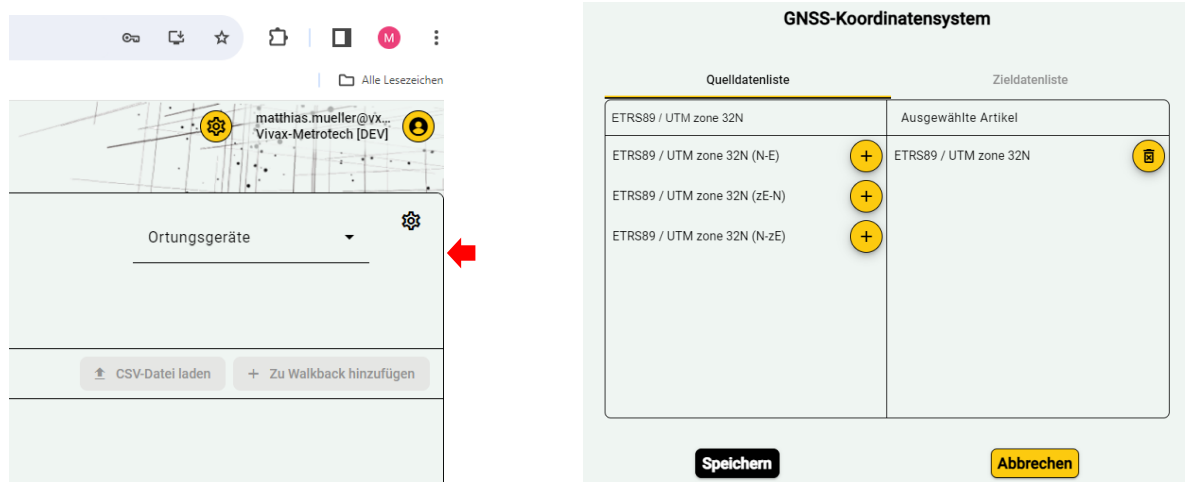 M
Alle Lesezeichen
matthias.mueller@vx...
Vivax-Metrotech [DEV]
Ortungsgeräte
CSV-Datei laden
+ Zu Walkback hinzufügen
GNSS-Koordinatensystem
Quelldatenliste
Zieldatenliste
ETRS89 / UTM zone 32N
Ausgewählte Artikel
ETRS89 / UTM zone 32N (N-E)
ETRS89 / UTM zone 32N
ETRS89 / UTM zone 32N (zE-N)
ETRS89 / UTM zone 32N (N-zE)
Speichern
Abbrechen